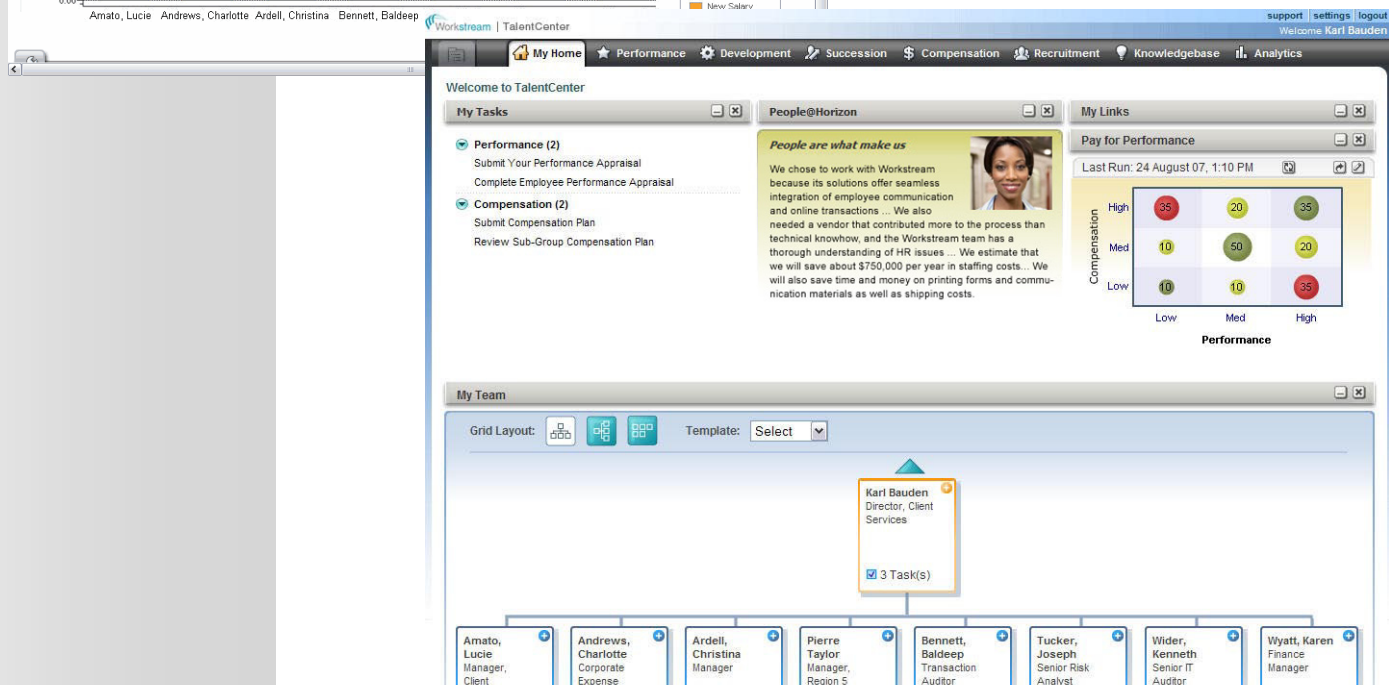 0.00
New Salary
Amato, Lucie Andrews, Charlotte Ardell, Christina Bennett, Baldeep
Workstream | TalentCenter
support settings logout
Welcome Karl Bauden
My Home Performance Development Succession $ Compensation Recruitment Knowledgebase Analytics
Welcome to TalentCenter
My Tasks
Performance (2)
Submit Your Performance Appraisal
Complete Employee Performance Appraisal
Compensation (2)
Submit Compensation Plan
Review Sub-Group Compensation Plan
People@Horizon
People are what make us
We chose to work with Workstream
because its solutions offer seamless
integration of employee communication
and online transactions ... We also
needed a vendor that contributed more to the process than
technical knowhow, and the Workstream team has a
thorough understanding of HR issues ... We estimate that
we will save about $750,000 per year in staffing costs... We
will also save time and money on printing forms and commu-
nication materials as well as shipping costs.
My Links
Pay for Performance
Last Run: 24 August 07, 1:10 PM
Compensation
High 35 20 35
Med 10 50 20
Low 10 10 35
Low Med High
Performance
My Team
Grid Layout: Template: Select
Karl Bauden
Director, Client
Services
3 Task(s)
Amato,
Lucie
Manager,
Client
Andrews,
Charlotte
Corporate
Expense
Ardell,
Christina
Manager
Pierre
Taylor
Manager,
Region 5
Bennett,
Baldeep
Transaction
Auditor
Tucker,
Joseph
Senior Risk
Analyst
Wider,
Kenneth
Senior IT
Auditor
Wyatt, Karen
Finance
Manager